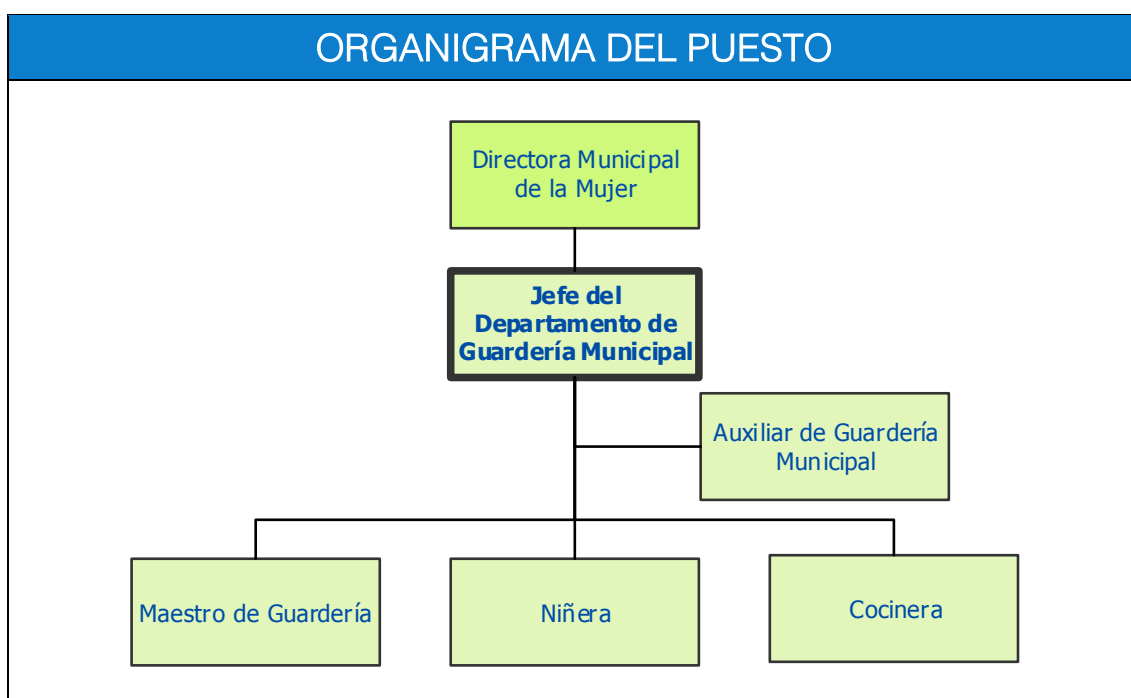 ORGANIGRAMA DEL PUESTO
Directora Municipal
de la Mujer
Jefe del
Departamento de
Guardería Municipal
Auxiliar de Guardería
Municipal
Maestro de Guardería
Niñera
Cocinera